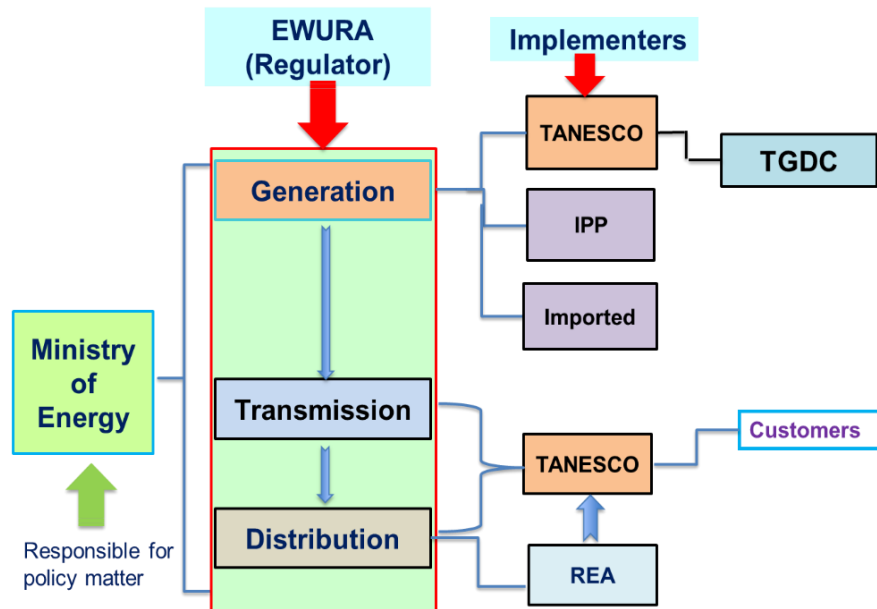 EWURA
(Regulator)
Implementers
TANESCO
TGDC
Generation
IPP
Imported
Ministry
of
Energy
Transmission
Customers
TANESCO
Distribution
Responsible for
policy matter
REA